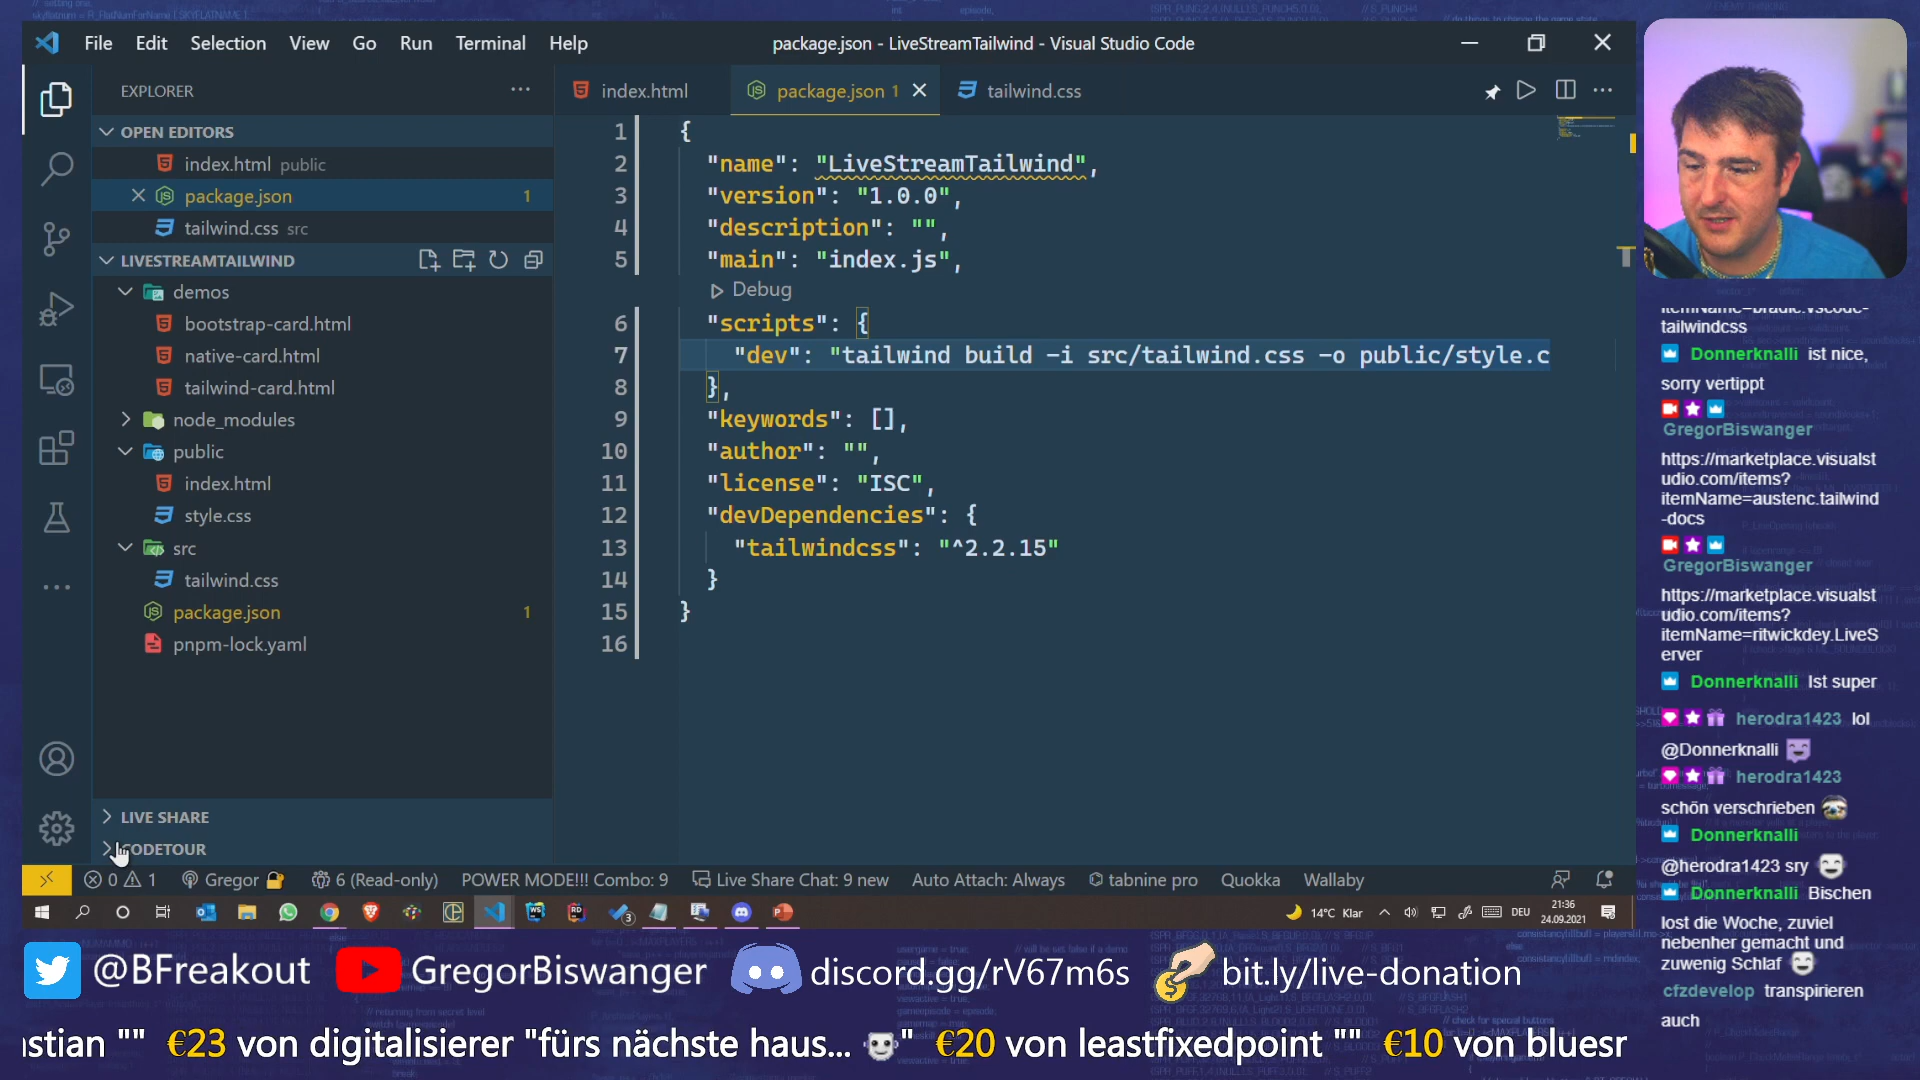 File Edit Selection View Go Run Terminal Help
package.json - LiveStreamTailwind - Visual Studio Code
EXPLORER
OPEN EDITORS
index.html public
package.json 1
tailwind.css src
LIVESTREAMTAILWIND
demos
bootstrap-card.html
native-card.html
tailwind-card.html
node_modules
public
index.html
style.css
src
tailwind.css
package.json 1
pnpm-lock.yaml
LIVE SHARE
CODETOUR
index.html package.json 1 tailwind.css
1 {
2 "name": "LiveStreamTailwind",
3 "version": "1.0.0",
4 "description": "",
5 "main": "index.js",
Debug
6 "scripts": {
7 "dev": "tailwind build -i src/tailwind.css -o public/style.c
8 },
9 "keywords": [],
10 "author": "",
11 "license": "ISC",
12 "devDependencies": {
13 "tailwindcss": "^2.2.15"
14 }
15 }
16
0 1 Gregor 6 (Read-only) POWER MODE!!! Combo: 9 Live Share Chat: 9 new Auto Attach: Always tabnine pro Quokka Wallaby
3 14°C Klar DEU 21:36
24.09.2021
itemName=bradlc.vscode-
tailwindcss
Donnerknalli ist nice,
sorry vertippt
GregorBiswanger
https://marketplace.visualst
udio.com/items?
itemName=austenc.tailwind
-docs
GregorBiswanger
https://marketplace.visualst
udio.com/items?
itemName=ritwickdey.LiveS
erver
Donnerknalli Ist super
herodra1423 lol
@Donnerknalli
herodra1423
schön verschrieben
Donnerknalli
@herodra1423 sry
Donnerknalli Bischen
lost die Woche, zuviel
nebenher gemacht und
zuwenig Schlaf
cfzdevelop transpirieren
auch
@BFreakout GregorBiswanger discord.gg/rV67m6s bit.ly/live-donation
stian "" €23 von digitalisierer "fürs nächste haus... " €20 von leastfixedpoint "" €10 von bluesr